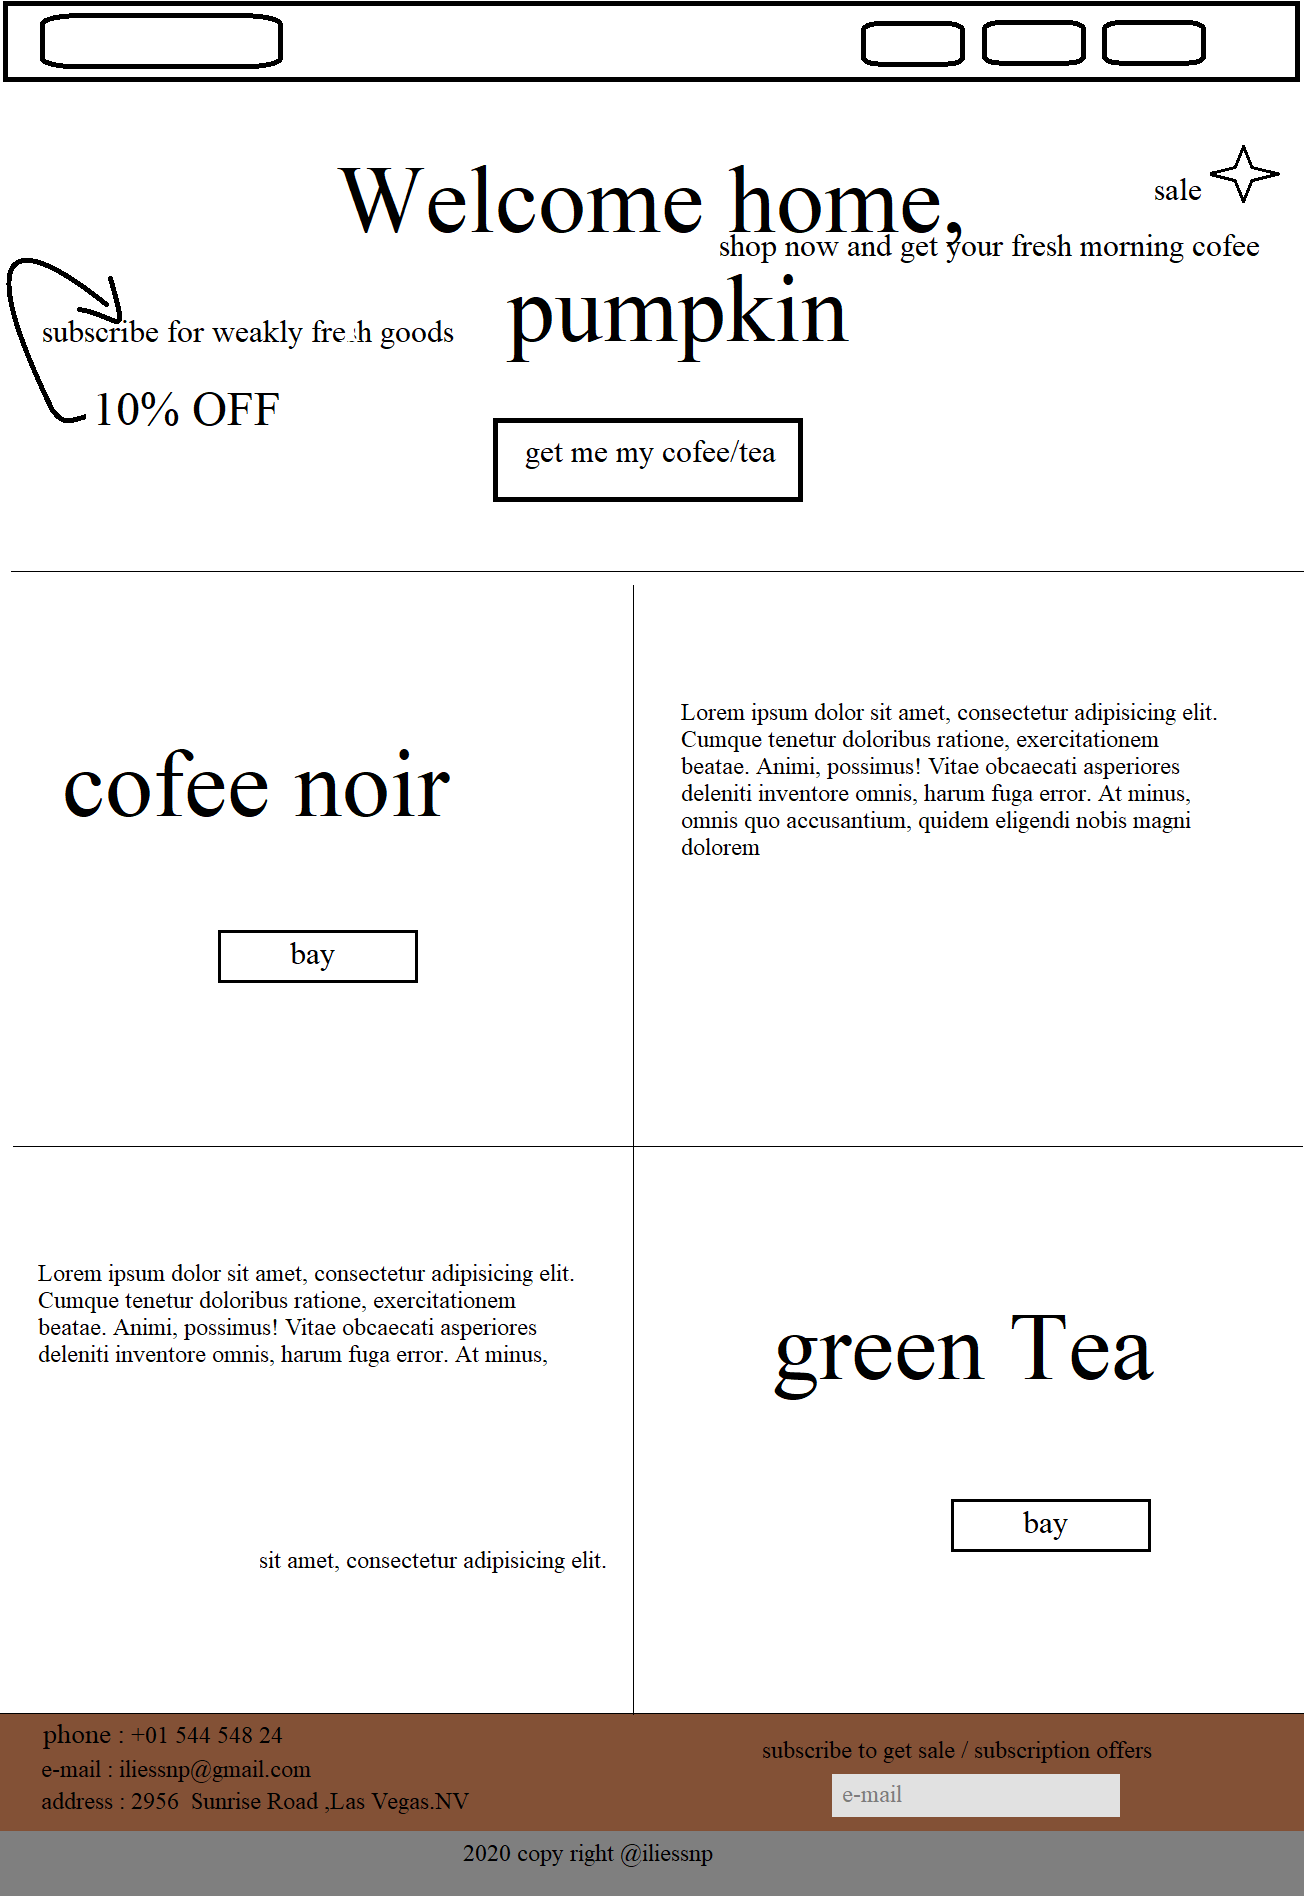 Welcome home,
sale
shop now and get your fresh morning cofee
pumpkin
subscribe for weakly fresh goods
10% OFF
get me my cofee/tea
cofee noir
bay
Lorem ipsum dolor sit amet, consectetur adipisicing elit.
Cumque tenetur doloribus ratione, exercitationem
beatae. Animi, possimus! Vitae obcaecati asperiores
deleniti inventore omnis, harum fuga error. At minus,
omnis quo accusantium, quidem eligendi nobis magni
dolorem
Lorem ipsum dolor sit amet, consectetur adipisicing elit.
Cumque tenetur doloribus ratione, exercitationem
beatae. Animi, possimus! Vitae obcaecati asperiores
deleniti inventore omnis, harum fuga error. At minus,
sit amet, consectetur adipisicing elit.
green Tea
bay
phone : +01 544 548 24
e-mail : iliessnp@gmail.com
address : 2956  Sunrise Road ,Las Vegas.NV
subscribe to get sale / subscription offers
e-mail
2020 copy right @iliessnp